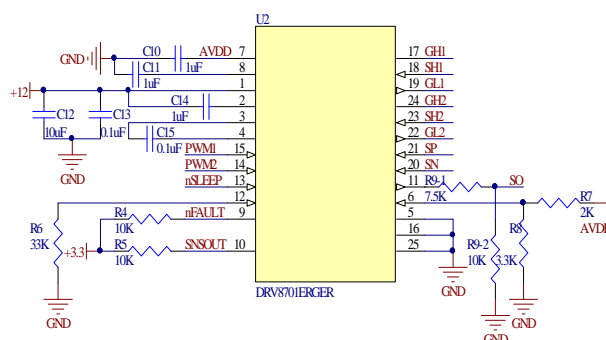 U2
GND
C10
AVDD
7
17
GH1
C11
1uF
8
18
SH1
+12
1uF
1
19
GL1
C12
C13
C14
2
24
GH2
10uF
0.1uF
1uF
3
23
SH2
C15
4
22
GL2
0.1uF
PWM1
15
21
SP
GND
PWM2
14
20
SN
nSLEEP
13
11
R9-1
SO
12
6
7.5K
R7
R6
R4
nFAULT
9
5
2K
33K
10K
16
R8
AVDD
+3.3
R5
SNSOUT
10
25
R9-2
10K
10K
3.3K
GND
DRV8701ERGER
GND
GND
GND